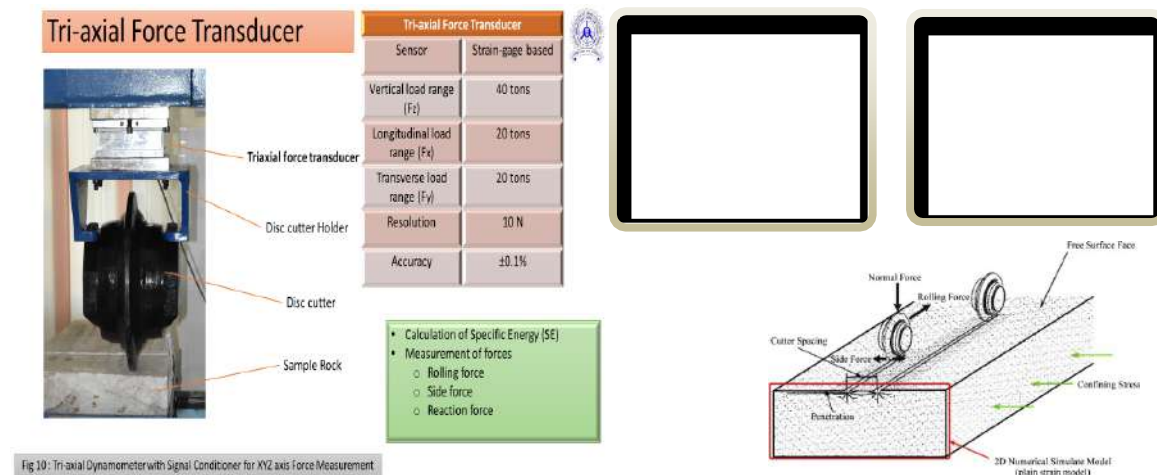 Tri-axial Force Transducer
Triaxial force transducer
Disc cutter Holder
Disc cutter
Sample Rock
Fig 10 : Tri-axial Dynamometer with Signal Conditioner for XYZ axis Force Measurement
Tri-axial Force Transducer
Sensor Strain-gage based
Vertical load range
(Fz) 40 tons
Longitudinal load
range (Fx) 20 tons
Transverse load
range (Fy) 20 tons
Resolution 10 N
Accuracy ±0.1%
• Calculation of Specific Energy (SE)
• Measurement of forces
o Rolling force
o Side force
o Reaction force
Free Surface Face
Normal Force
Rolling Force
Cutter Spacing
Side Force
Confining Stress
Penetration
2D Numerical Simulate Model
(plain strain model)